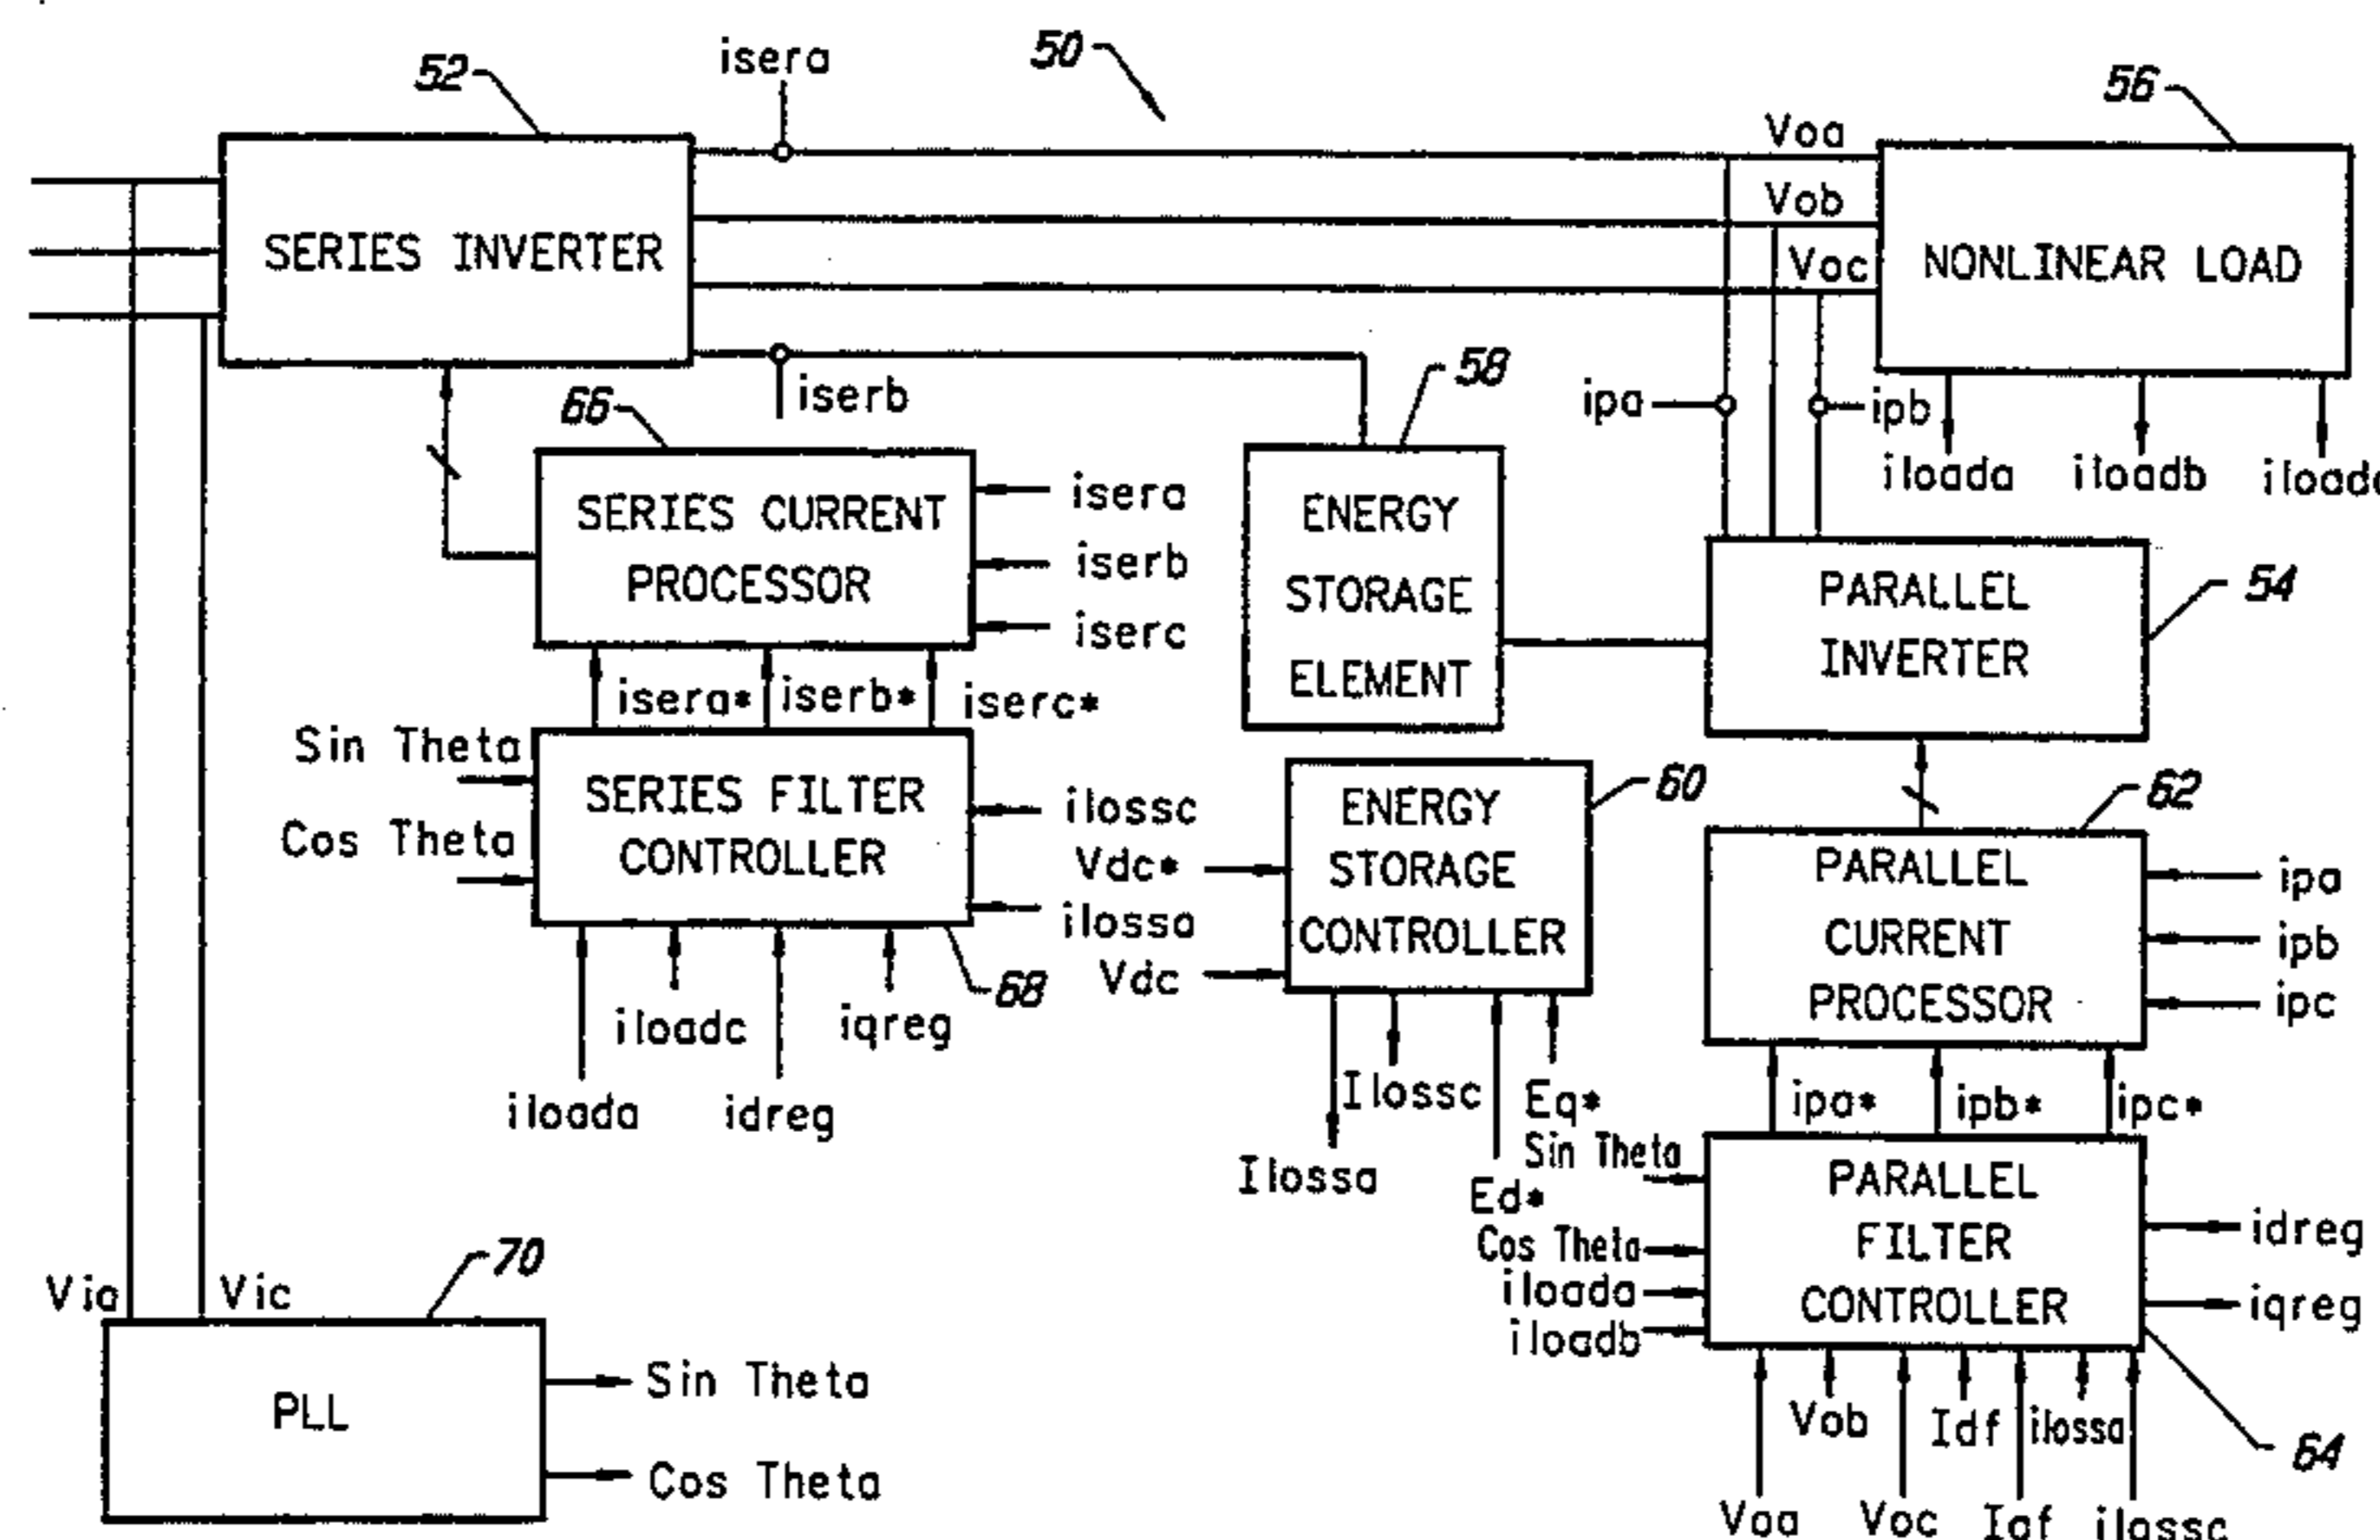 52
isera
50
56
Voa
Vob
Voc
SERIES INVERTER
NONLINEAR LOAD
iserb
66
58
ipa
ipb
iloada
iloadb
SERIES CURRENT
PROCESSOR
isera
iserb
iserc
ENERGY
STORAGE
ELEMENT
PARALLEL
INVERTER
54
isera*
iserb*
iserc*
Sin Theta
Cos Theta
SERIES FILTER
CONTROLLER
ilossc
ilossa
68
Vdc*
Vdc
ENERGY
STORAGE
CONTROLLER
60
62
PARALLEL
CURRENT
PROCESSOR
ipa
ipb
ipc
iloada
iloadc
idreg
iqreg
Ilossa
Ilossc
Ed*
Eq*
ipa*
ipb*
ipc*
Sin Theta
Cos Theta
iloada
iloadb
PARALLEL
FILTER
CONTROLLER
idreg
iqreg
64
Via
Vic
70
PLL
Sin Theta
Cos Theta
Vob
Idf
ilossa
Voa
Voc
ilossc